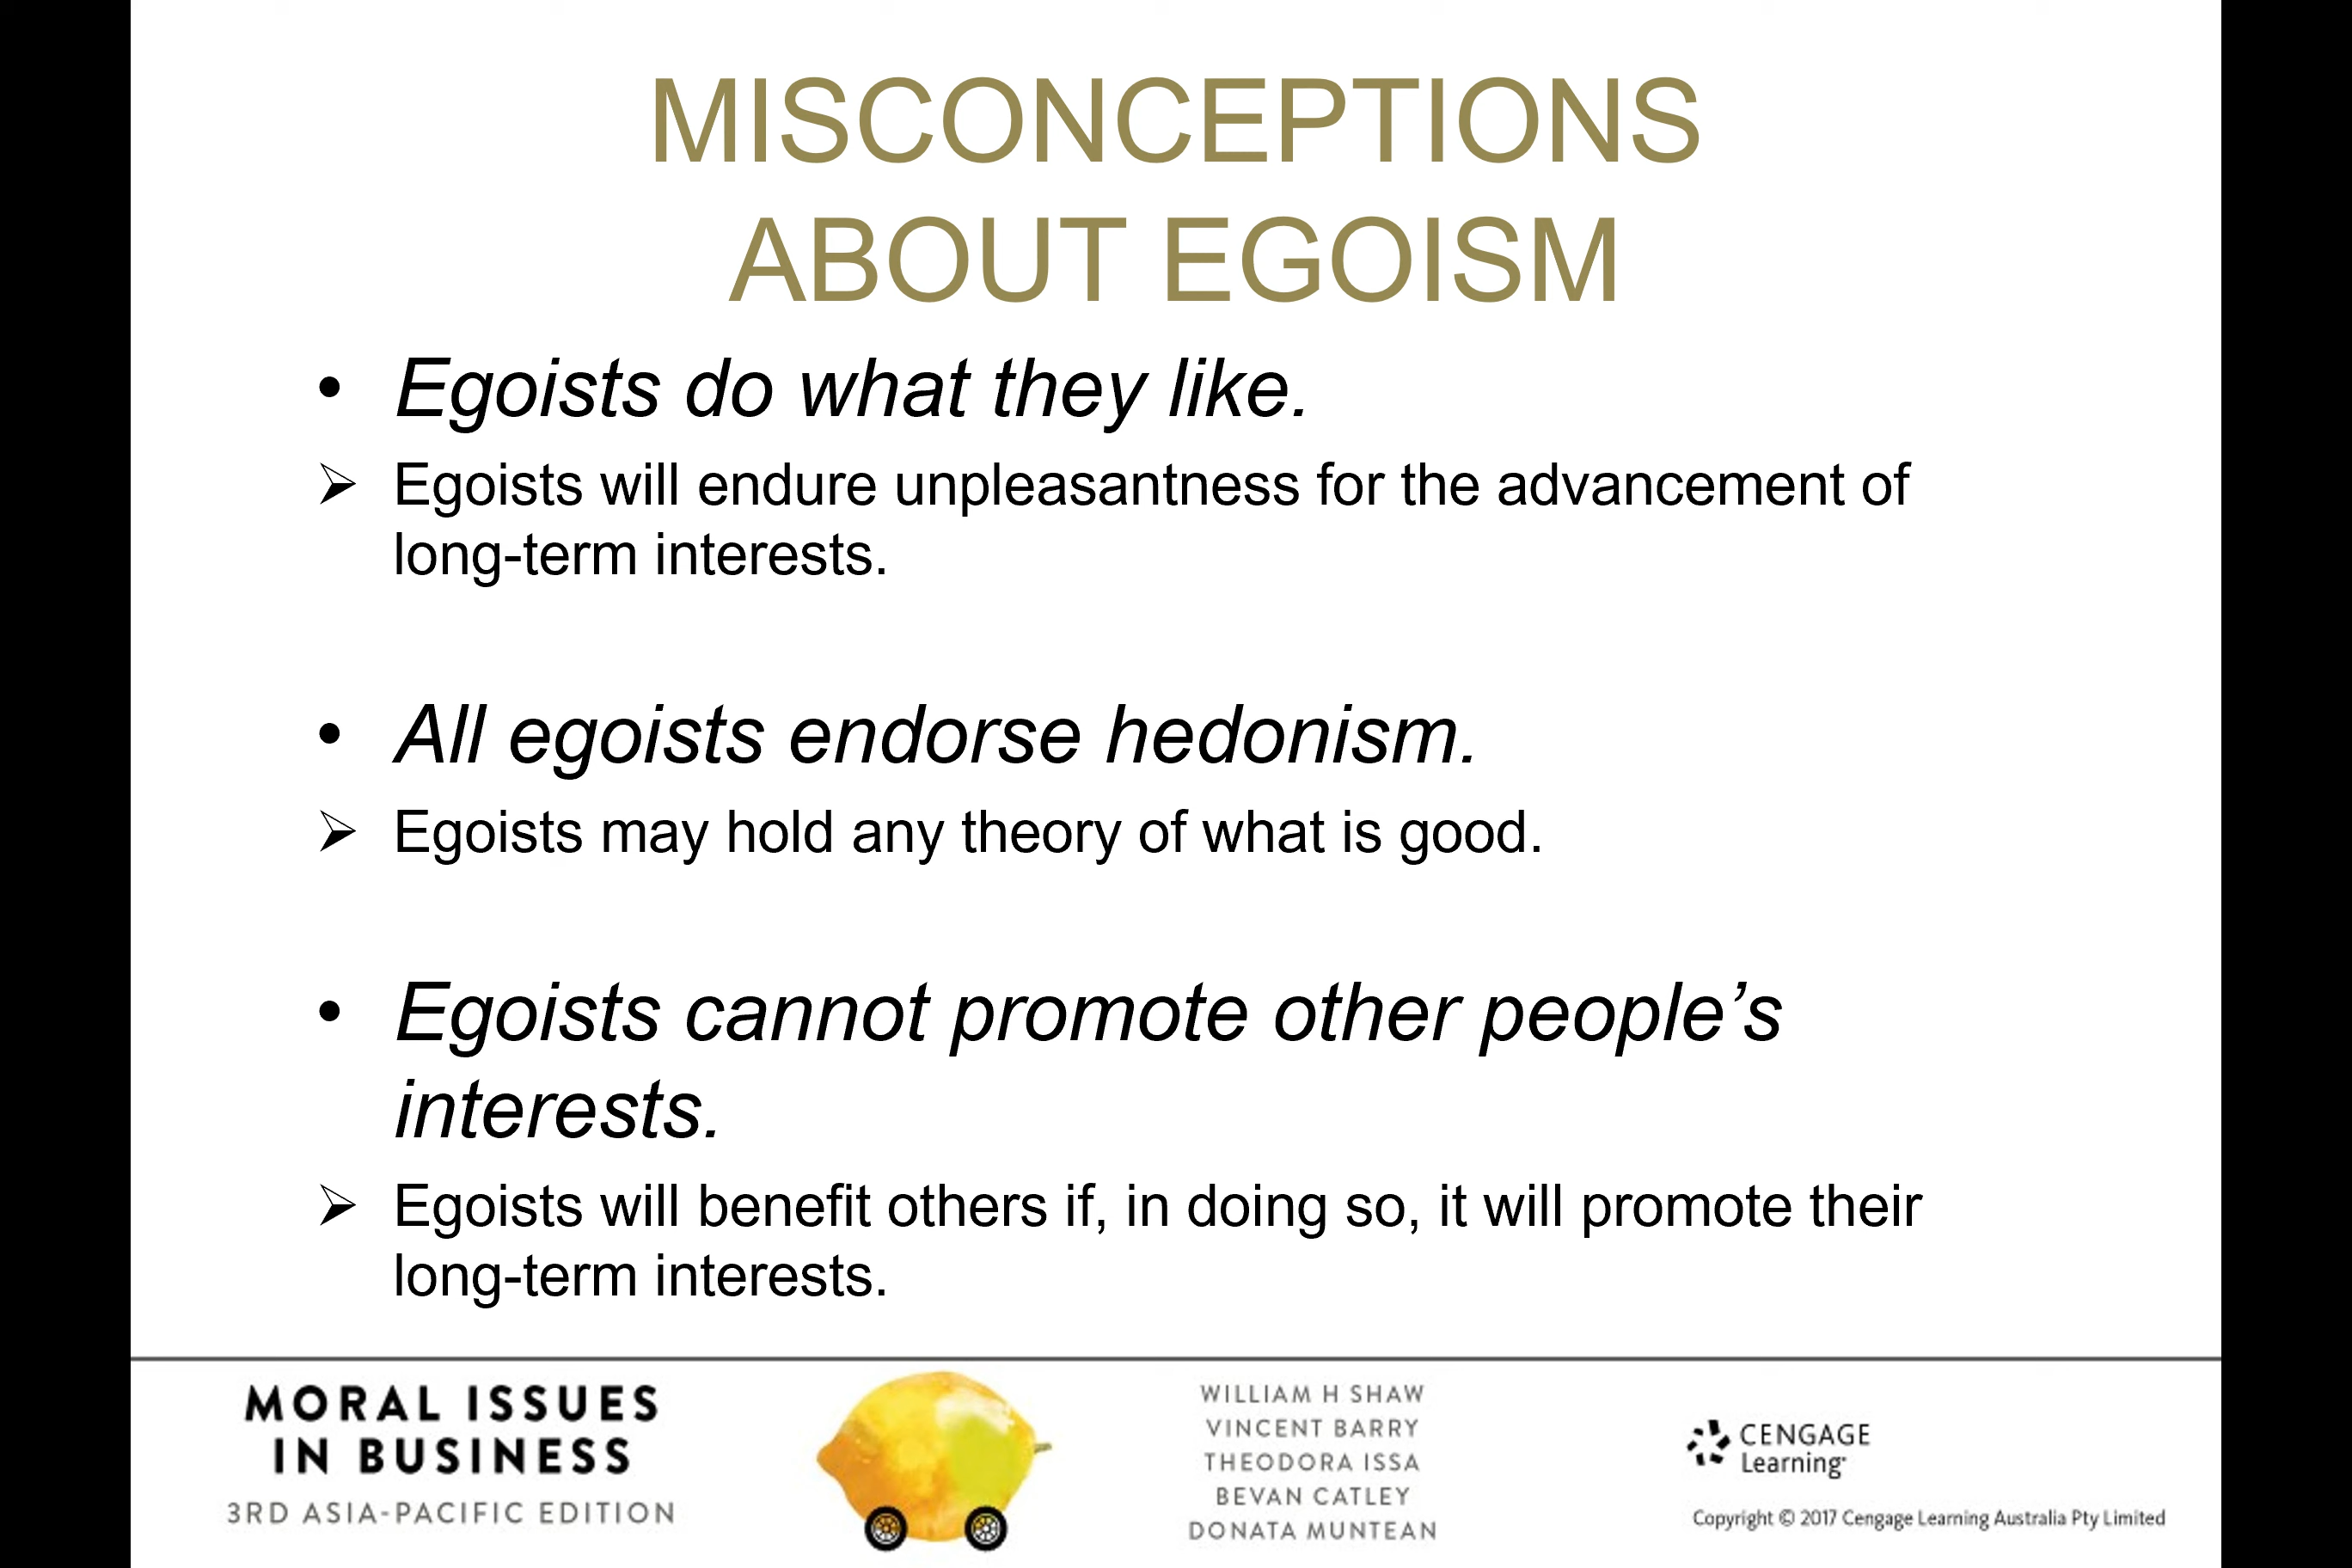 MISCONCEPTIONS
ABOUT EGOISM
• Egoists do what they like.
➢ Egoists will endure unpleasantness for the advancement of
long-term interests.
• All egoists endorse hedonism.
➢ Egoists may hold any theory of what is good.
• Egoists cannot promote other people’s
interests.
➢ Egoists will benefit others if, in doing so, it will promote their
long-term interests.
MORAL ISSUES
IN BUSINESS
3RD ASIA-PACIFIC EDITION
WILLIAM H SHAW
VINCENT BARRY
THEODORA ISSA
BEVAN CATLEY
DONATA MUNTEAN
CENGAGE
Learning®
Copyright © 2017 Cengage Learning Australia Pty Limited